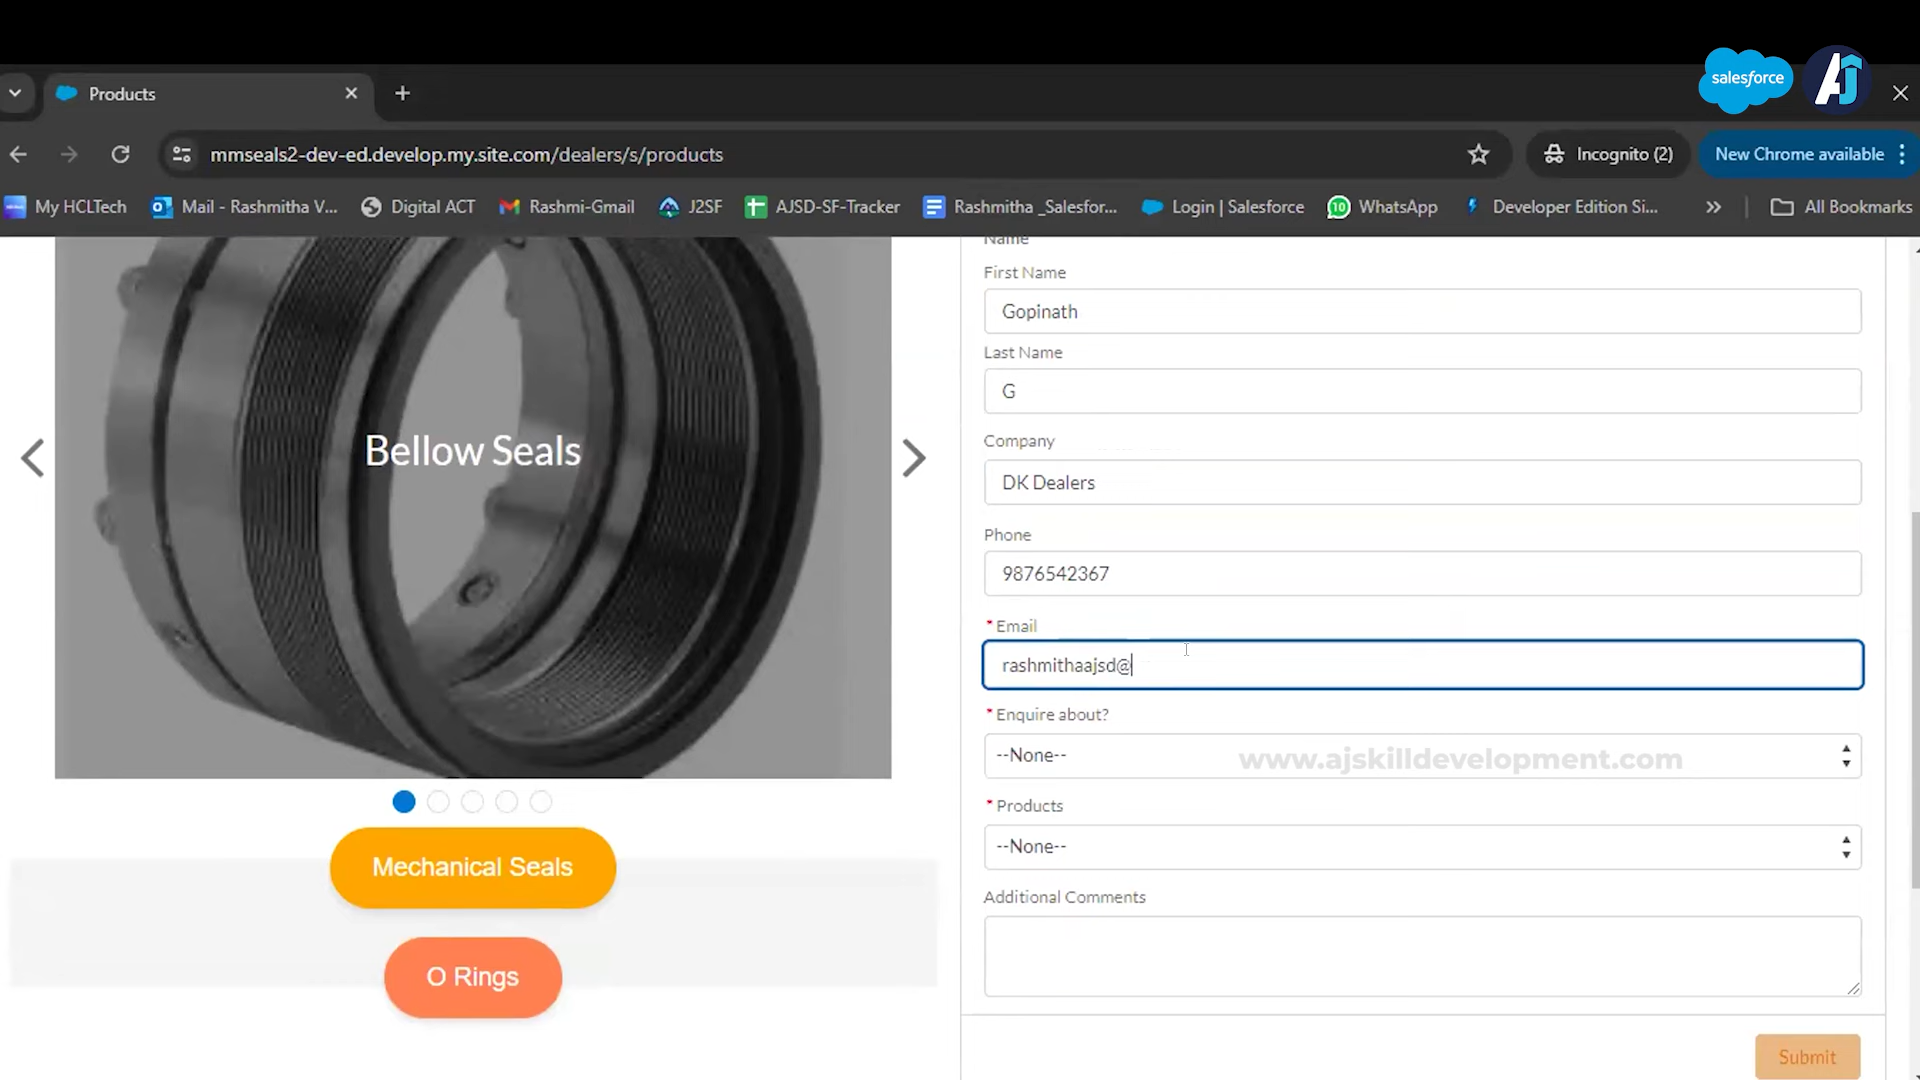 salesforce
AJ
Products
mmseals2-dev-ed.develop.my.site.com/dealers/s/products
Incognito (2)
New Chrome available
My HCLTech
Mail - Rashmitha V...
Digital ACT
Rashmi-Gmail
J2SF
AJSD-SF-Tracker
Rashmitha _Salesfor...
Login | Salesforce
10
WhatsApp
Developer Edition Si...
All Bookmarks
Bellow Seals
Mechanical Seals
O Rings
Name
First Name
Gopinath
Last Name
G
Company
DK Dealers
Phone
9876542367
* Email
rashmithaajsd@
* Enquire about?
--None--
www.ajskilldevelopment.com
* Products
--None--
Additional Comments
Submit